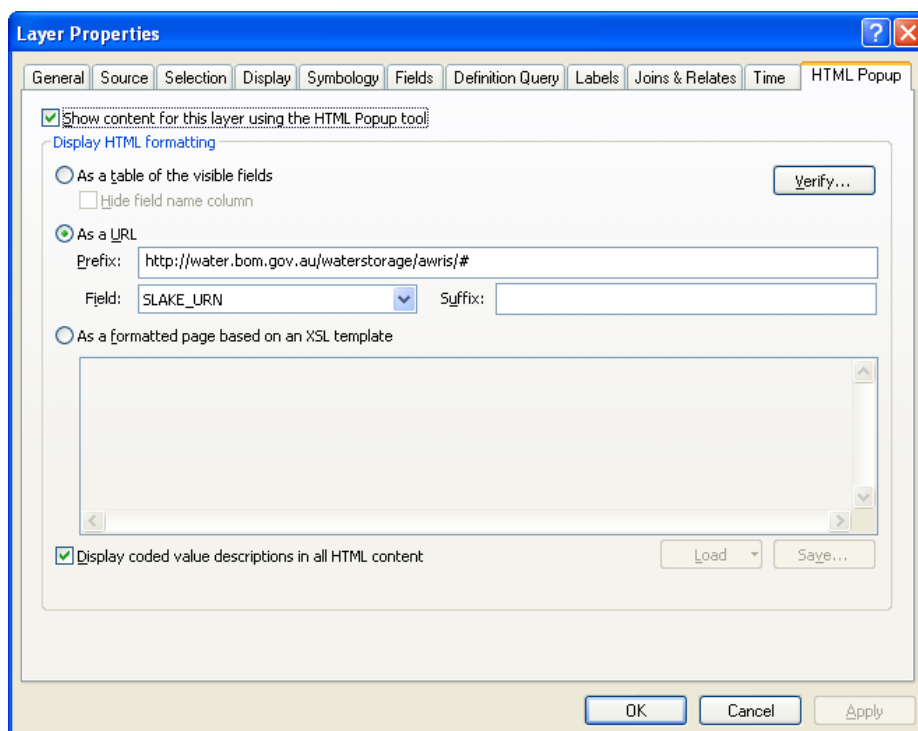 Layer Properties
General Source Selection Display Symbology Fields Definition Query Labels Joins & Relates Time HTML Popup
Show content for this layer using the HTML Popup tool
Display HTML formatting
As a table of the visible fields
Verify...
Hide field name column
As a URL
Prefix: http://water.bom.gov.au/waterstorage/awris/#
Field: SLAKE_URN Suffix:
As a formatted page based on an XSL template
Display coded value descriptions in all HTML content Load Save...
OK Cancel Apply